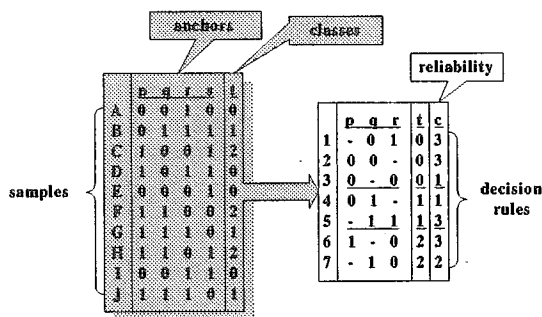 anchors
classes
reliability
samples
p q r s t
A 0 0 1 0 0
B 0 1 1 1 1
C 1 0 0 1 2
D 1 0 1 1 0
E 0 0 0 1 0
F 1 1 0 0 2
G 1 1 1 0 1
H 1 1 0 1 2
I 0 0 1 1 0
J 1 1 1 0 1
p q r t c
1 - 0 1 0 3
2 0 0 - 0 3
3 0 - 0 0 1
4 0 1 - 1 1
5 - 1 1 1 3
6 1 - 0 2 3
7 - 1 0 2 2
decision
rules